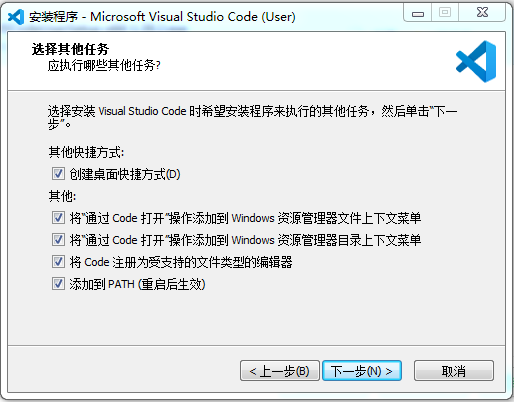 安装程序 - Microsoft Visual Studio Code (User)
选择其他任务
应执行哪些其他任务?
选择安装 Visual Studio Code 时希望安装程序来执行的其他任务，然后单击“下一
步”。
其他快捷方式:
创建桌面快捷方式(D)
其他:
将“通过 Code 打开”操作添加到 Windows 资源管理器文件上下文菜单
将“通过 Code 打开”操作添加到 Windows 资源管理器目录上下文菜单
将 Code 注册为受支持的文件类型的编辑器
添加到 PATH (重启后生效)
< 上一步(B)
下一步(N) >
取消